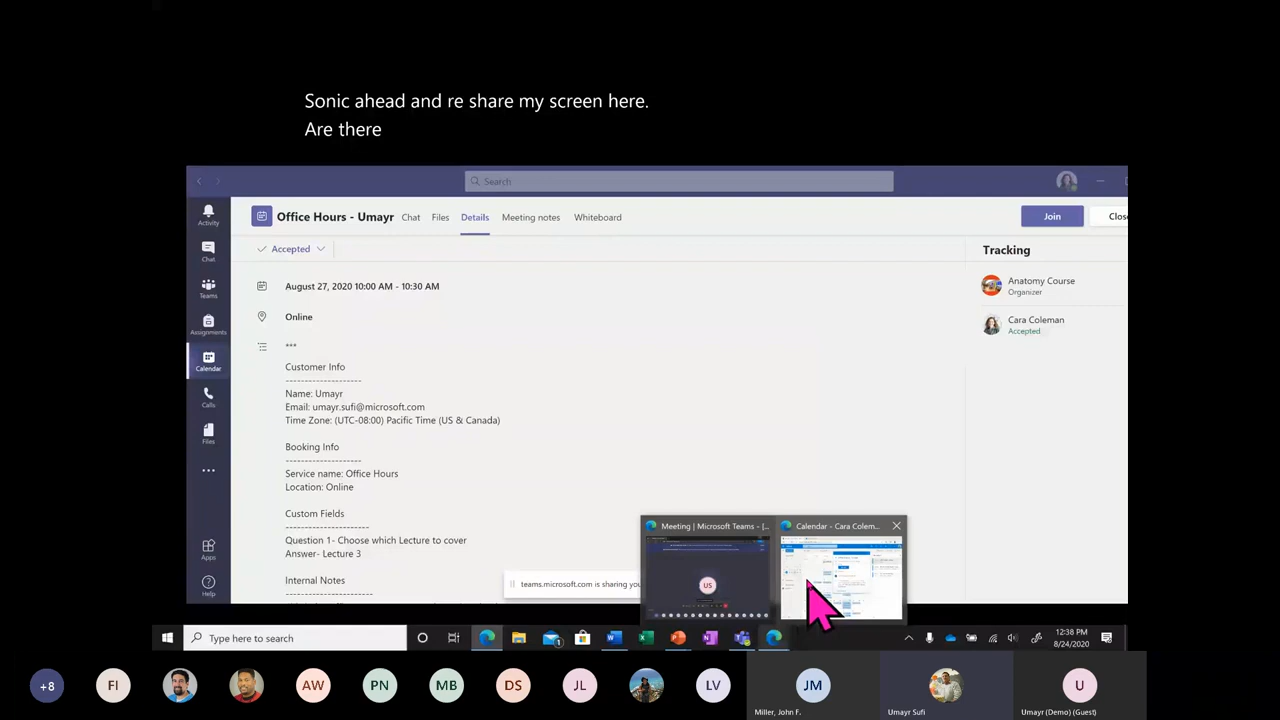 Sonic ahead and re share my screen here.
Are there
Search
Activity
Chat
Teams
Assignments
Calendar
Calls
Files
Apps
Help
Office Hours - Umayr
Chat
Files
Details
Meeting notes
Whiteboard
Join
Close
Accepted
Tracking
August 27, 2020 10:00 AM - 10:30 AM
Anatomy Course
Organizer
Online
Cara Coleman
Accepted
***
Customer Info
--------------------
Name: Umayr
Email: umayr.sufi@microsoft.com
Time Zone: (UTC-08:00) Pacific Time (US & Canada)
Booking Info
--------------------
Service name: Office Hours
Location: Online
Custom Fields
----------------------
Question 1- Choose which Lecture to cover
Answer- Lecture 3
Internal Notes
--------------------
Meeting | Microsoft Teams - [...
Calendar - Cara Colem...
US
teams.microsoft.com is sharing you
Type here to search
12:38 PM
8/24/2020
+8
FI
AW
PN
MB
DS
JL
LV
JM
Miller, John F.
Umayr Sufi
U
Umayr (Demo) (Guest)